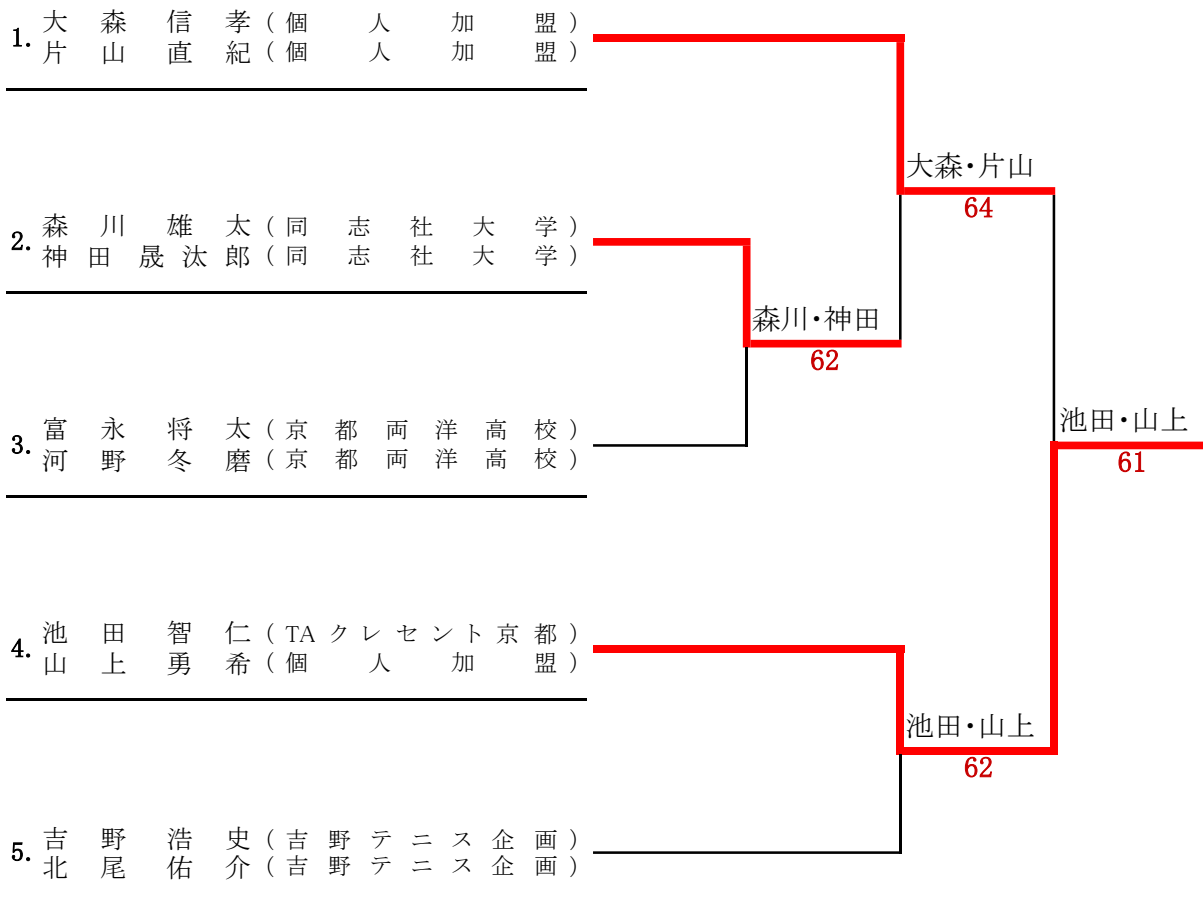 1. 大森信孝(個人加盟)
片山直紀(個人加盟)
大森・片山
64
2. 森川雄太(同志社大学)
神田晟汰郎(同志社大学)
森川・神田
62
3. 富永将太(京都両洋高校)
河野冬磨(京都両洋高校)
池田・山上
61
4. 池田智仁(TAクレセント京都)
山上勇希(個人加盟)
池田・山上
62
5. 吉野浩史(吉野テニス企画)
北尾佑介(吉野テニス企画)